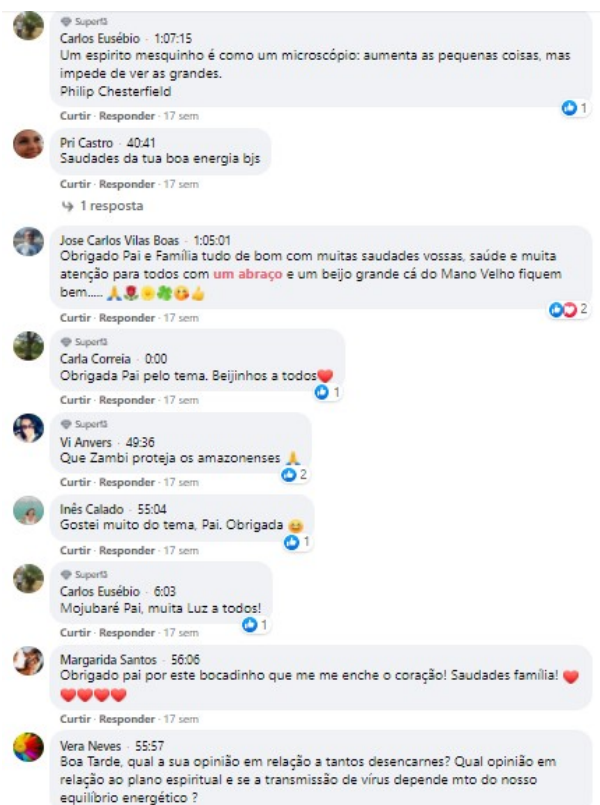 Superfã
Carlos Eusébio · 1:07:15
Um espirito mesquinho é como um microscópio: aumenta as pequenas coisas, mas
impede de ver as grandes.
Philip Chesterfield
1
Curtir · Responder · 17 sem
Pri Castro · 40:41
Saudades da tua boa energia bjs
Curtir · Responder · 17 sem
1 resposta
Jose Carlos Vilas Boas · 1:05:01
Obrigado Pai e Família tudo de bom com muitas saudades vossas, saúde e muita
atenção para todos com um abraço e um beijo grande cá do Mano Velho fiquem
bem..... 🙏🌹🌼🍀😘👍
2
Curtir · Responder · 17 sem
Superfã
Carla Correia · 0:00
Obrigada Pai pelo tema. Beijinhos a todos❤️
1
Curtir · Responder · 17 sem
Superfã
Vi Anvers · 49:36
Que Zambi proteja os amazonenses 🙏
2
Curtir · Responder · 17 sem
Inês Calado · 55:04
Gostei muito do tema, Pai. Obrigada 😆
1
Curtir · Responder · 17 sem
Superfã
Carlos Eusébio · 6:03
Mojubaré Pai, muita Luz a todos!
1
Curtir · Responder · 17 sem
Margarida Santos · 56:06
Obrigado pai por este bocadinho que me me enche o coração! Saudades família! ❤️
❤️❤️❤️❤️
Curtir · Responder · 17 sem
Vera Neves · 55:57
Boa Tarde, qual a sua opinião em relação a tantos desencarnes? Qual opinião em
relação ao plano espiritual e se a transmissão de vírus depende mto do nosso
equilíbrio energético ?